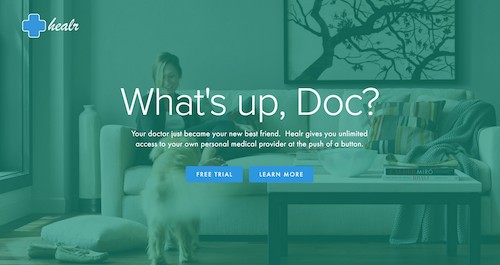 healr
What's up, Doc?
Your doctor just became your new best friend. Healr gives you unlimited
access to your own personal medical provider at the push of a button.
FREE TRIAL LEARN MORE
MIRÓ